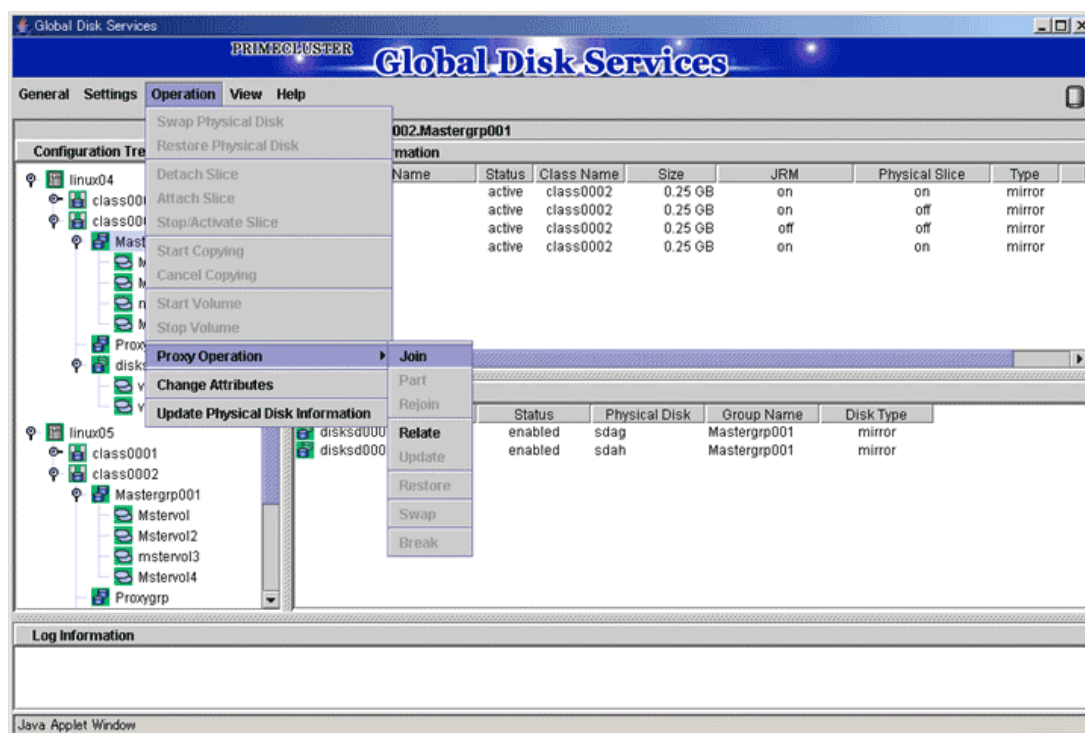 Global Disk Services
PRIMECLUSTER Global Disk Services
General Settings Operation View Help
Swap Physical Disk
Restore Physical Disk
Detach Slice
Attach Slice
Stop/Activate Slice
Start Copying
Cancel Copying
Start Volume
Stop Volume
Proxy Operation
Change Attributes
Update Physical Disk Information
Join
Part
Rejoin
Relate
Update
Restore
Swap
Break
002.Mastergrp001
Configuration Tre
rmation
linux04
class00
class00
Mast
Prox
disks
linux05
class0001
class0002
Mastergrp001
Mstervol
Mstervol2
mstervol3
Mstervol4
Proxygrp
Name Status Class Name Size JRM Physical Slice Type
active class0002 0.25 GB on on mirror
active class0002 0.25 GB on off mirror
active class0002 0.25 GB off off mirror
active class0002 0.25 GB on on mirror
Status Physical Disk Group Name Disk Type
disksd000 enabled sdag Mastergrp001 mirror
disksd000 enabled sdah Mastergrp001 mirror
Log Information
Java Applet Window